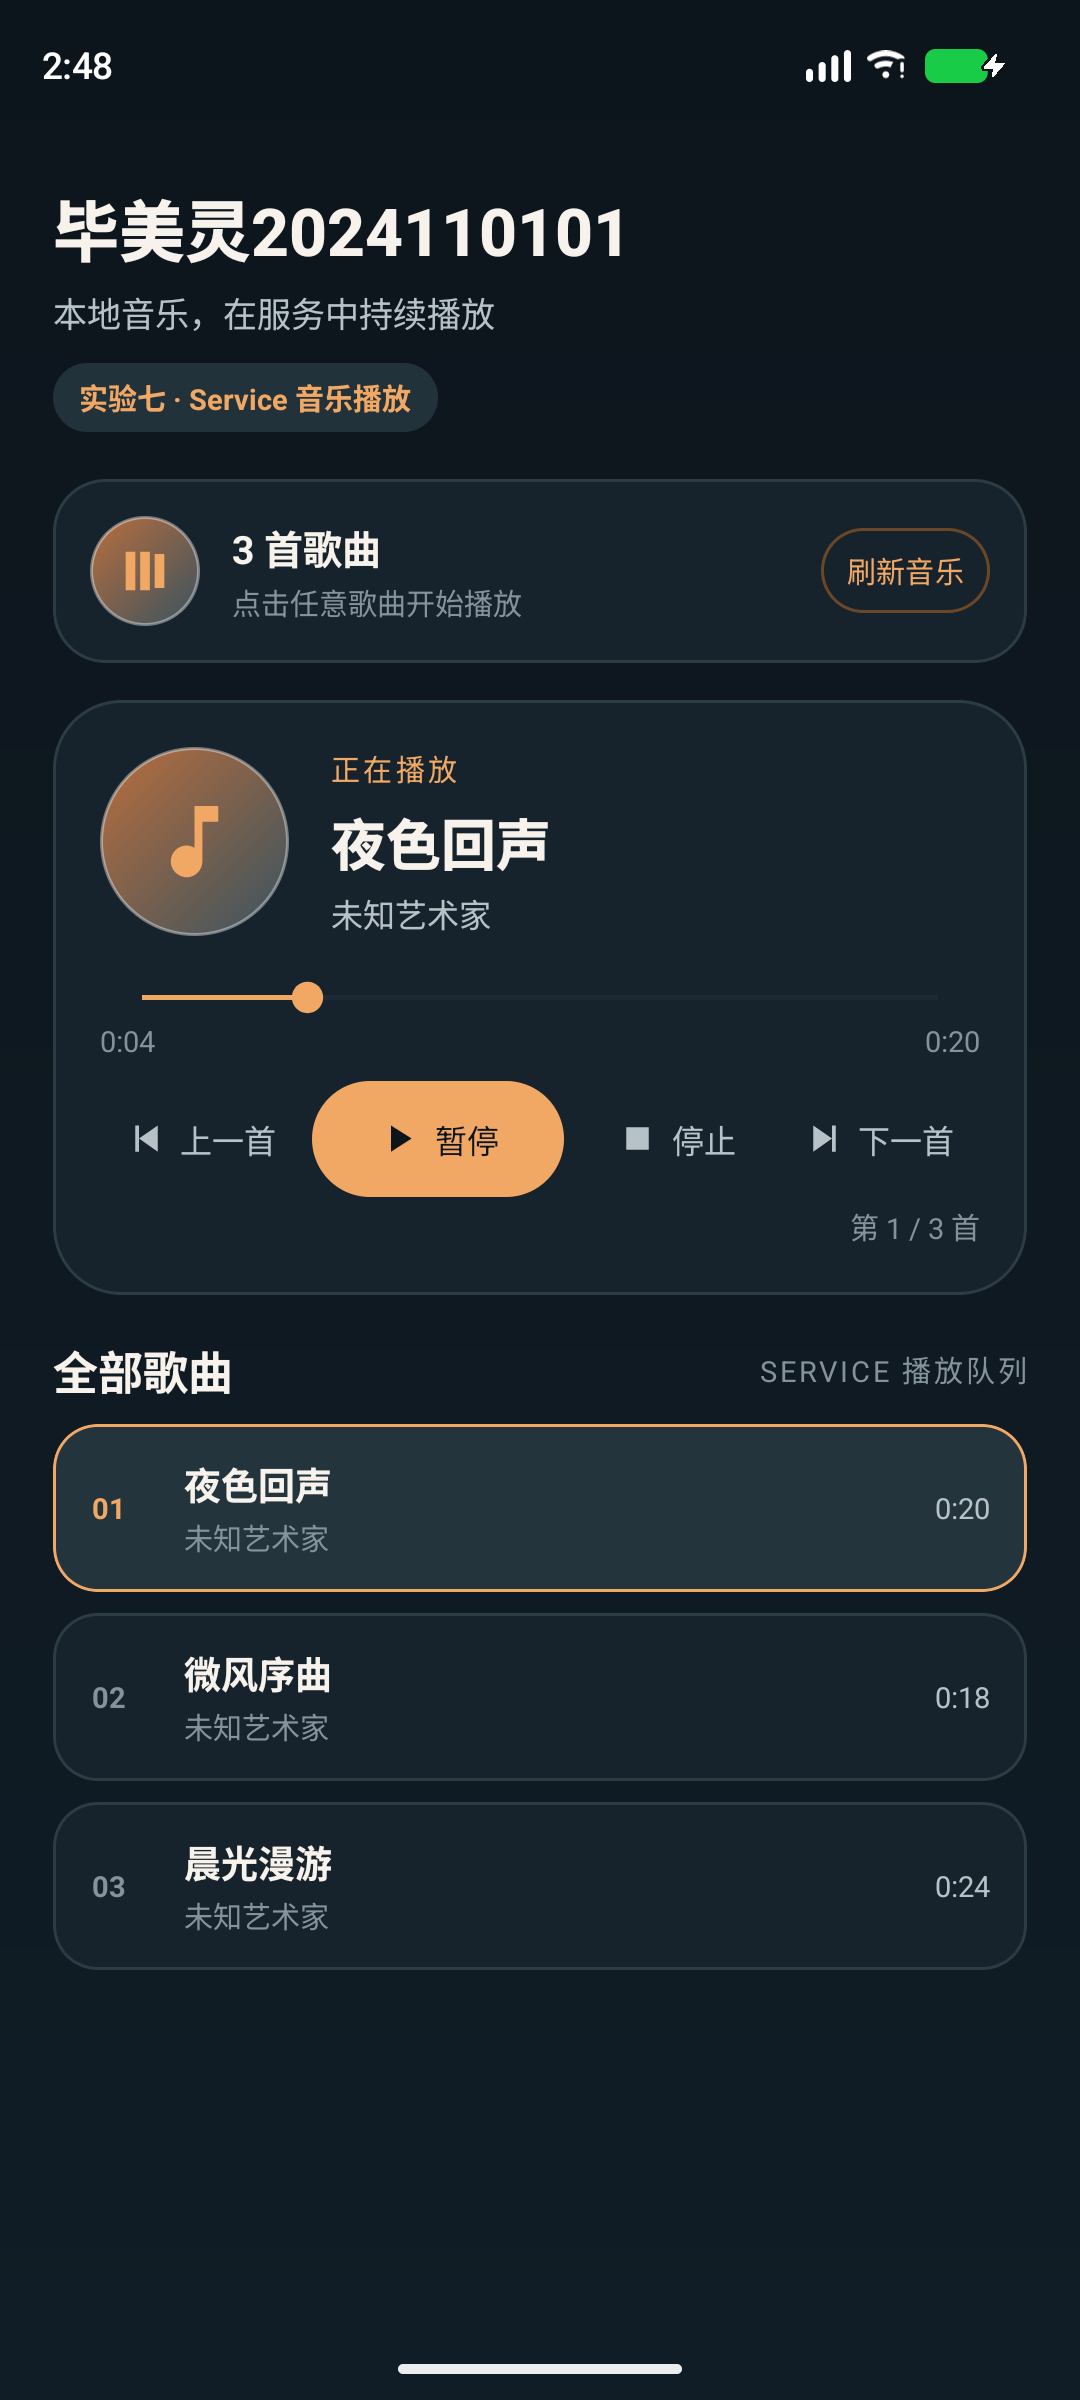 2:48
毕美灵2024110101
本地音乐，在服务中持续播放
实验七 · Service 音乐播放
3 首歌曲
点击任意歌曲开始播放
刷新音乐
正在播放
夜色回声
未知艺术家
0:04
0:20
上一首
暂停
停止
下一首
第 1 / 3 首
全部歌曲
SERVICE 播放队列
01
夜色回声
未知艺术家
0:20
02
微风序曲
未知艺术家
0:18
03
晨光漫游
未知艺术家
0:24